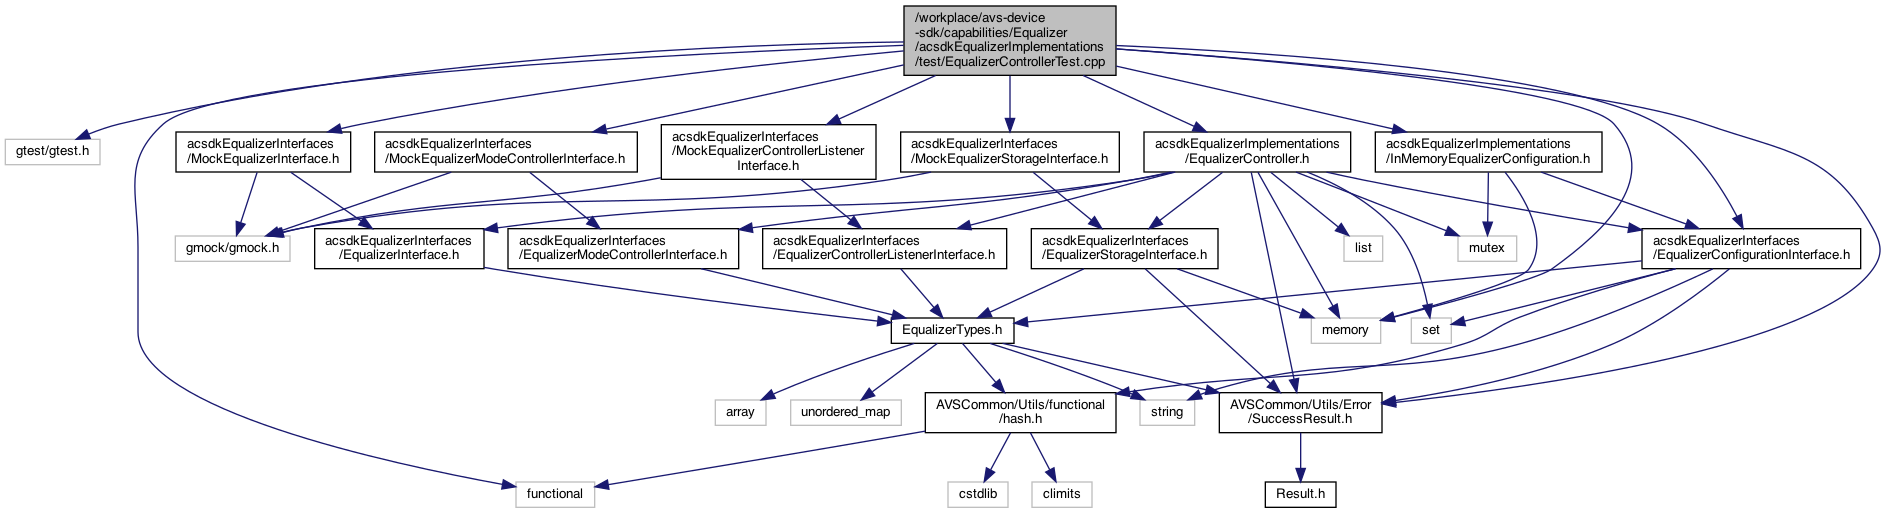 /workplace/avs-device
-sdk/capabilities/Equalizer
/acsdkEqualizerImplementations
/test/EqualizerControllerTest.cpp
gtest/gtest.h
acsdkEqualizerInterfaces
/MockEqualizerInterface.h
acsdkEqualizerInterfaces
/MockEqualizerModeControllerInterface.h
acsdkEqualizerInterfaces
/MockEqualizerControllerListener
Interface.h
acsdkEqualizerInterfaces
/MockEqualizerStorageInterface.h
acsdkEqualizerImplementations
/EqualizerController.h
acsdkEqualizerImplementations
/InMemoryEqualizerConfiguration.h
gmock/gmock.h
acsdkEqualizerInterfaces
/EqualizerInterface.h
acsdkEqualizerInterfaces
/EqualizerModeControllerInterface.h
acsdkEqualizerInterfaces
/EqualizerControllerListenerInterface.h
acsdkEqualizerInterfaces
/EqualizerStorageInterface.h
list
mutex
acsdkEqualizerInterfaces
/EqualizerConfigurationInterface.h
EqualizerTypes.h
memory
set
array
unordered_map
AVSCommon/Utils/functional
/hash.h
string
AVSCommon/Utils/Error
/SuccessResult.h
functional
cstdlib
climits
Result.h